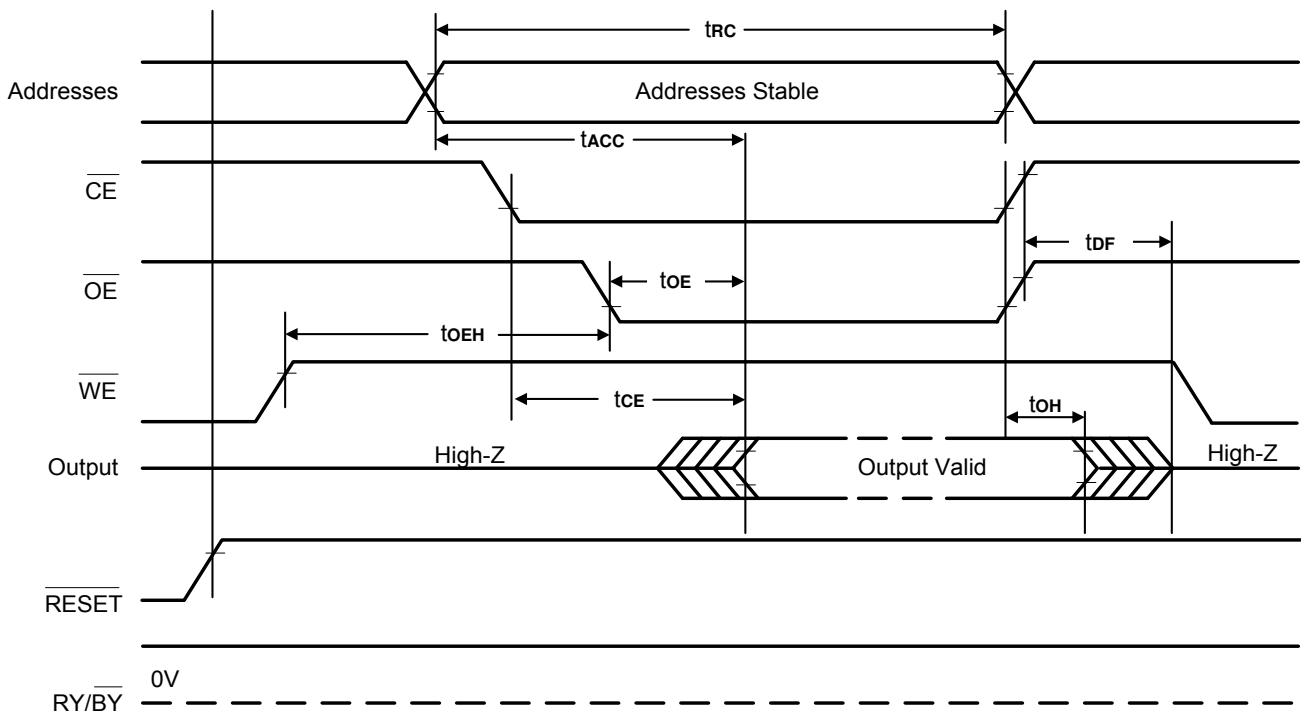 tRC
Addresses
Addresses Stable
tACC
CE
tDF
OE
tOE
tOEH
WE
tCE
tOH
Output
High-Z
Output Valid
High-Z
RESET
0V
RY/BY